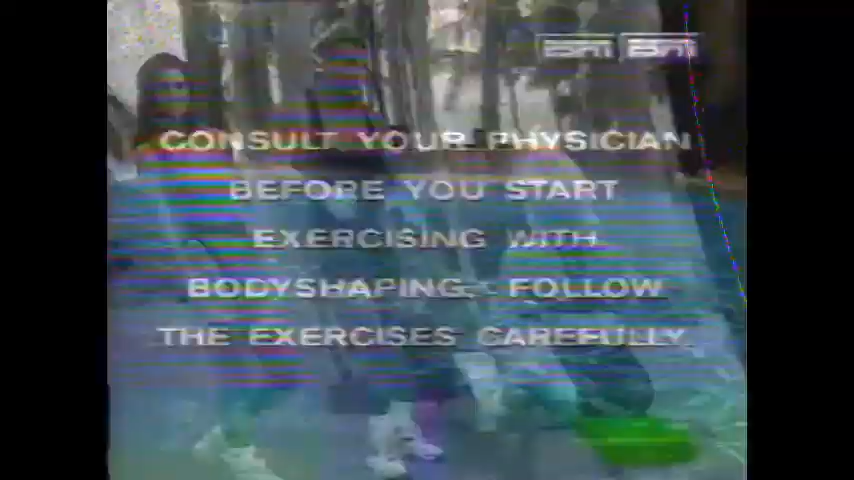 CONSULT YOUR PHYSICIAN
BEFORE YOU START
EXERCISING WITH
BODYSHAPING. FOLLOW
THE EXERCISES CAREFULLY.